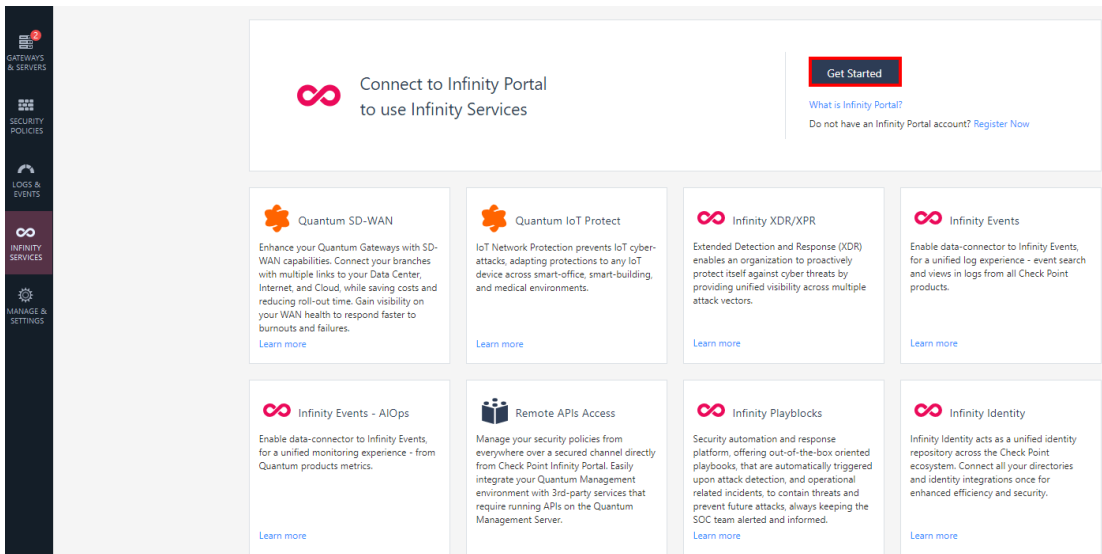 2
GATEWAYS
& SERVERS
SECURITY
POLICIES
LOGS &
EVENTS
INFINITY
SERVICES
MANAGE &
SETTINGS
Connect to Infinity Portal
to use Infinity Services
Get Started
What is Infinity Portal?
Do not have an Infinity Portal account? Register Now
Quantum SD-WAN
Enhance your Quantum Gateways with SD-
WAN capabilities. Connect your branches
with multiple links to your Data Center,
Internet, and Cloud, while saving costs and
reducing roll-out time. Gain visibility on
your WAN health to respond faster to
burnouts and failures.
Learn more
Quantum IoT Protect
IoT Network Protection prevents IoT cyber-
attacks, adapting protections to any IoT
device across smart-office, smart-building,
and medical environments.
Learn more
Infinity XDR/XPR
Extended Detection and Response (XDR)
enables an organization to proactively
protect itself against cyber threats by
providing unified visibility across multiple
attack vectors.
Learn more
Infinity Events
Enable data-connector to Infinity Events,
for a unified log experience - event search
and views in logs from all Check Point
products.
Learn more
Infinity Events - AIOps
Enable data-connector to Infinity Events,
for a unified monitoring experience - from
Quantum products metrics.
Learn more
Remote APIs Access
Manage your security policies from
everywhere over a secured channel directly
from Check Point Infinity Portal. Easily
integrate your Quantum Management
environment with 3rd-party services that
require running APIs on the Quantum
Management Server.
Infinity Playblocks
Security automation and response
platform, offering out-of-the-box oriented
playbooks, that are automatically triggered
upon attack detection, and operational
related incidents, to contain threats and
prevent future attacks, always keeping the
SOC team alerted and informed.
Learn more
Infinity Identity
Infinity Identity acts as a unified identity
repository across the Check Point
ecosystem. Connect all your directories
and identity integrations once for
enhanced efficiency and security.
Learn more